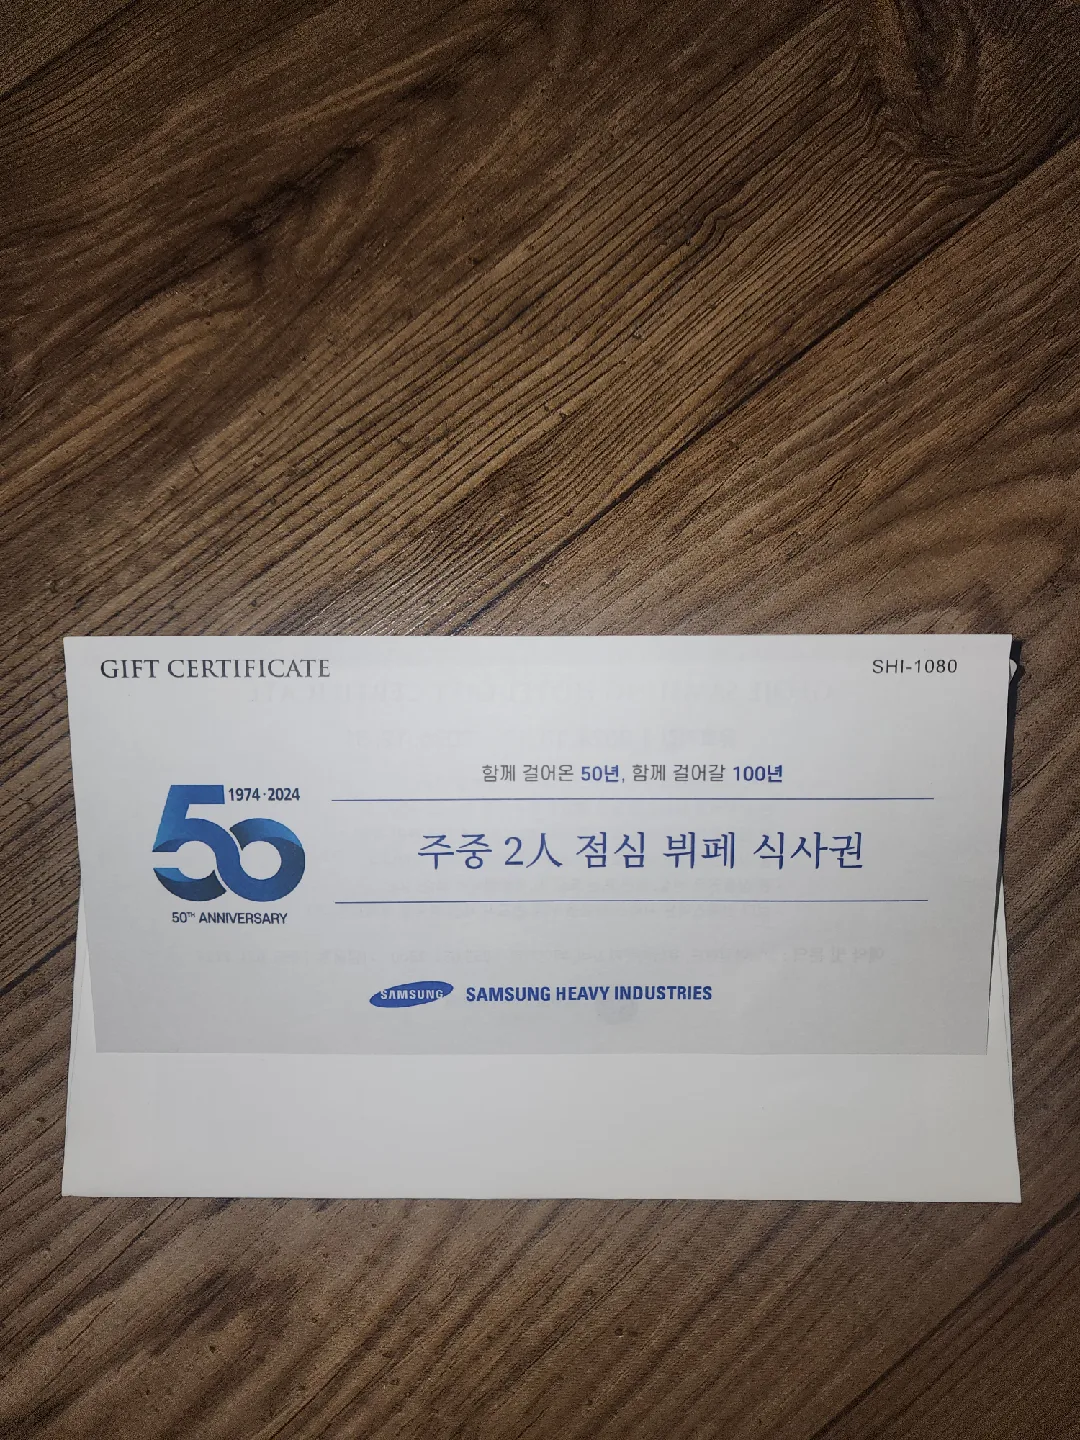 GIFT CERTIFICATE
SHI-1080
함께 걸어온 50년, 함께 걸어갈 100년
50
1974·2024
50TH ANNIVERSARY
주중 2人 점심 뷔페 식사권
SAMSUNG SAMSUNG HEAVY INDUSTRIES